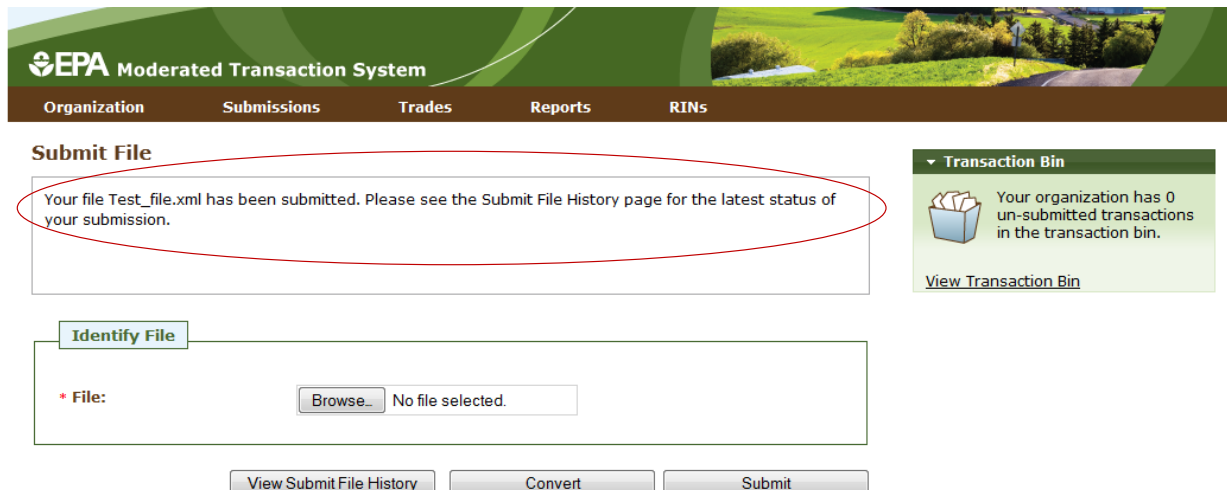 EPA Moderated Transaction System
Organization Submissions Trades Reports RINs
Submit File
Your file Test_file.xml has been submitted. Please see the Submit File History page for the latest status of
your submission.
Transaction Bin
Your organization has 0
un-submitted transactions
in the transaction bin.
View Transaction Bin
Identify File
* File:
Browse... No file selected.
View Submit File History Convert Submit